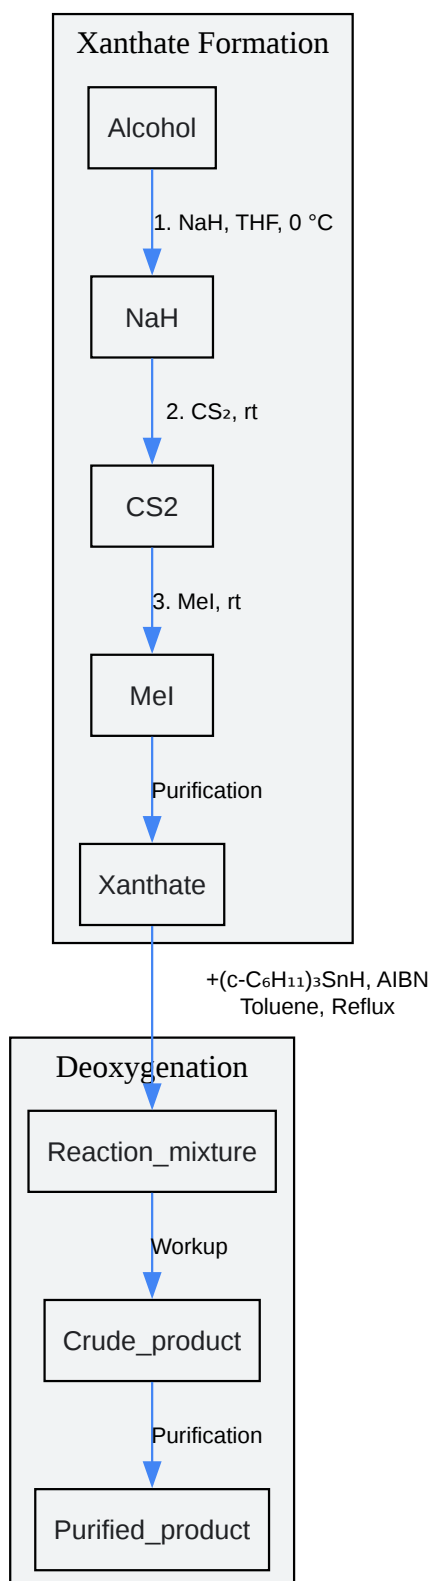 Xanthate Formation
Alcohol
1. NaH, THF, 0 °C
NaH
2. CS₂, rt
CS2
3. MeI, rt
MeI
Purification
Xanthate
+(c-C₆H₁₁)₃SnH, AIBN
Toluene, Reflux
Deoxygenation
Reaction_mixture
Workup
Crude_product
Purification
Purified_product